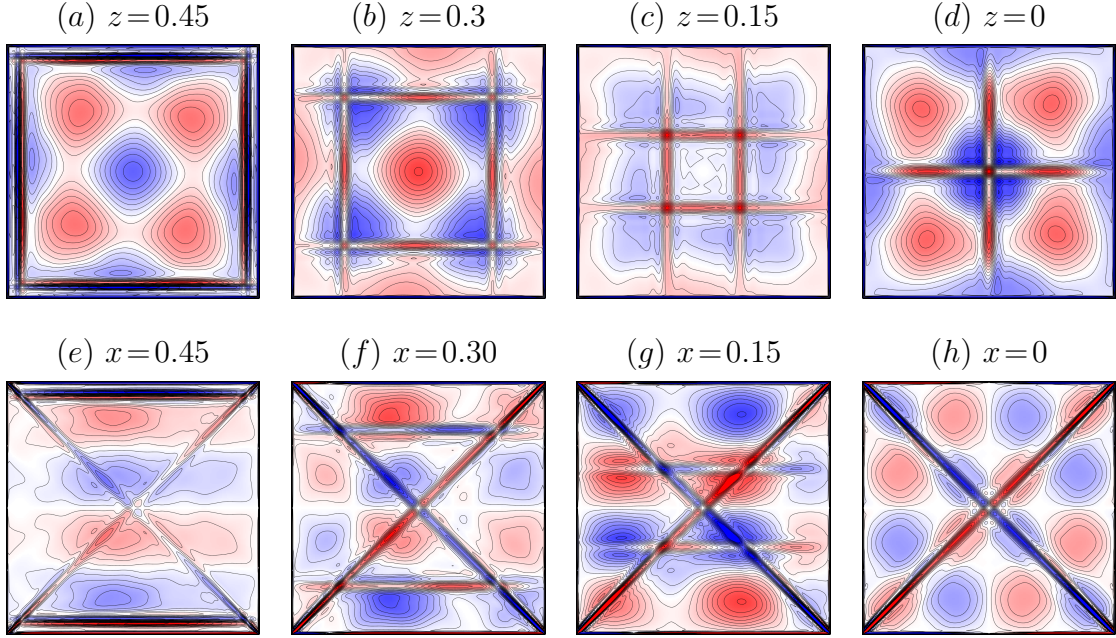 (a) z=0.45 (b) z=0.3 (c) z=0.15 (d) z=0
(e) x=0.45 (f) x=0.30 (g) x=0.15 (h) x=0